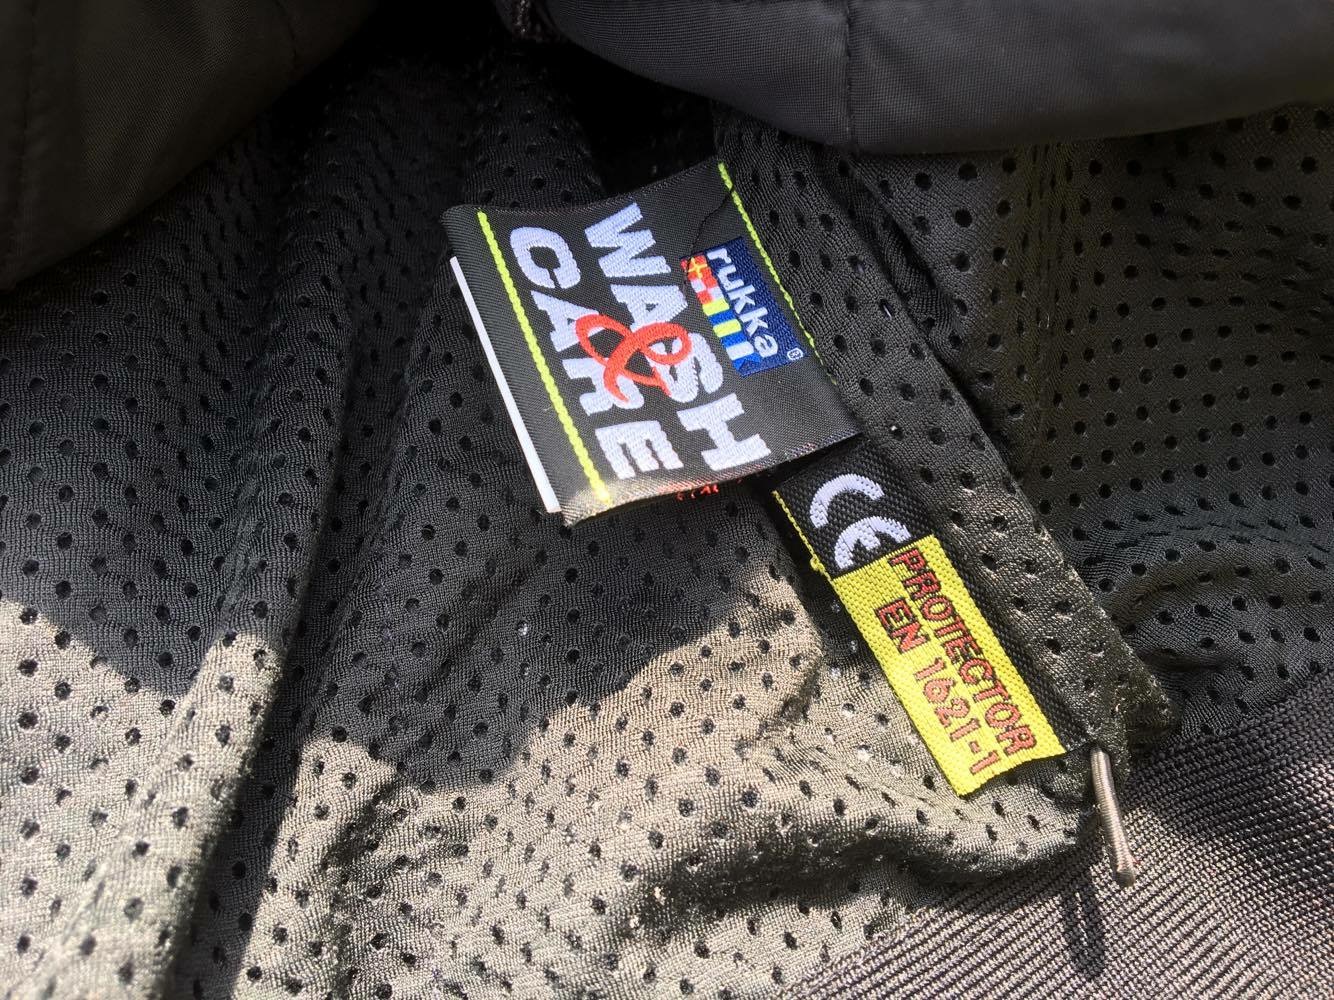 rukka®
WASH
&
CARE
CE
PROTECTOR
EN 1621-1